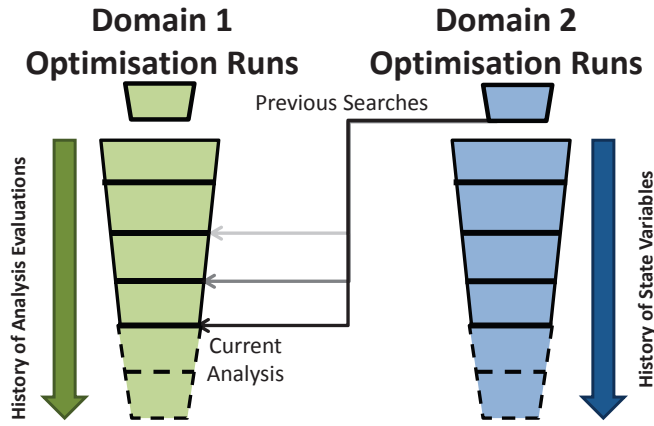 Domain 1
Optimisation Runs
Domain 2
Optimisation Runs
Previous Searches
History of Analysis Evaluations
History of State Variables
Current
Analysis